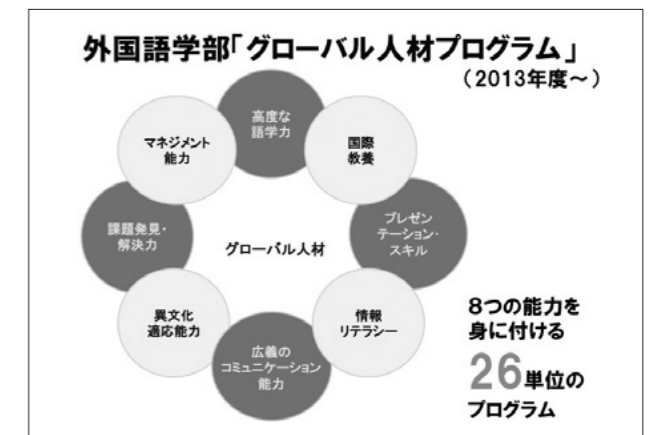 外国語学部「グローバル人材プログラム」
（2013年度～）
高度な
語学力
国際
教養
プレゼン
テーション・
スキル
情報
リテラシー
広義の
コミュニケーション
能力
異文化
適応能力
課題発見・
解決力
マネジメント
能力
グローバル人材
8つの能力を
身に付ける
26単位の
プログラム